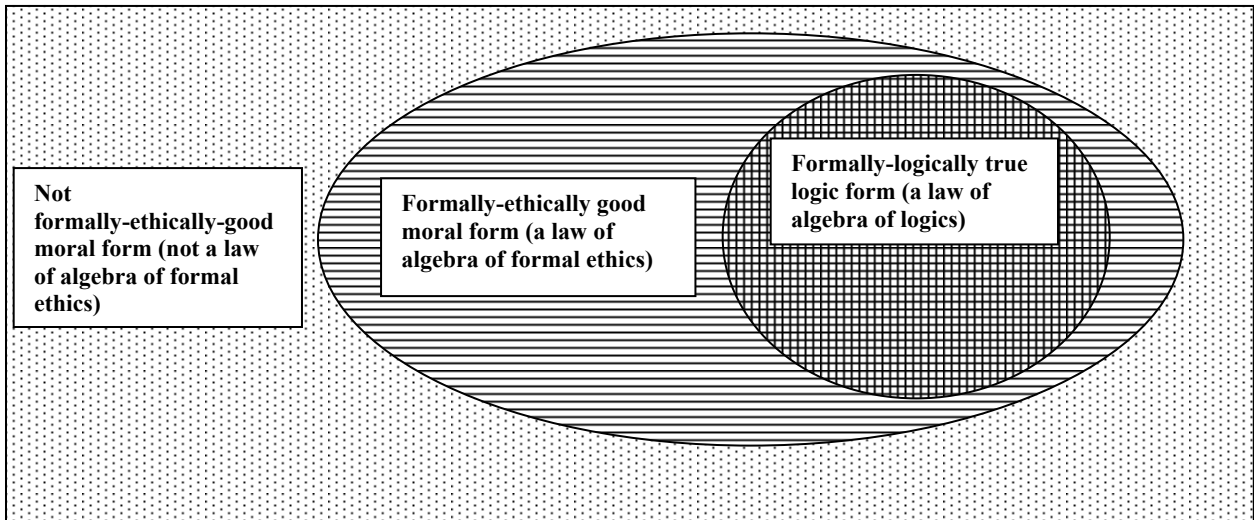 Not
formally-ethically-good
moral form (not a law
of algebra of formal
ethics)
Formally-ethically good
moral form (a law of
algebra of formal ethics)
Formally-logically true
logic form (a law of
algebra of logics)